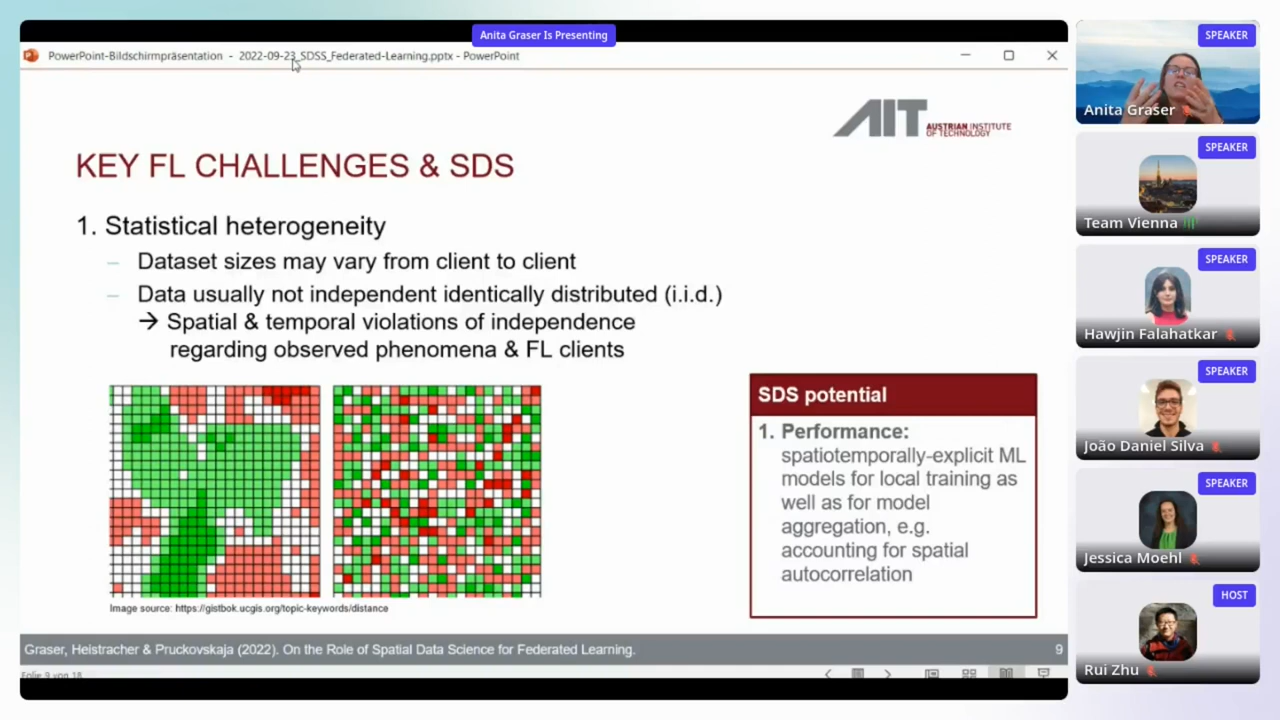 Anita Graser Is Presenting
PowerPoint-Bildschirmpräsentation - 2022-09-23_SDSS_Federated-Learning.pptx - PowerPoint
AIT AUSTRIAN INSTITUTE
OF TECHNOLOGY
KEY FL CHALLENGES & SDS
1. Statistical heterogeneity
– Dataset sizes may vary from client to client
– Data usually not independent identically distributed (i.i.d.)
→ Spatial & temporal violations of independence
regarding observed phenomena & FL clients
Image source: https://gistbok.ucgis.org/topic-keywords/distance
SDS potential
1. Performance:
spatiotemporally-explicit ML
models for local training as
well as for model
aggregation, e.g.
accounting for spatial
autocorrelation
Graser, Heistracher & Pruckovskaja (2022). On the Role of Spatial Data Science for Federated Learning.
9
Folie 9 von 18
SPEAKER
Anita Graser
SPEAKER
Team Vienna
SPEAKER
Hawjin Falahatkar
SPEAKER
João Daniel Silva
SPEAKER
Jessica Moehl
HOST
Rui Zhu